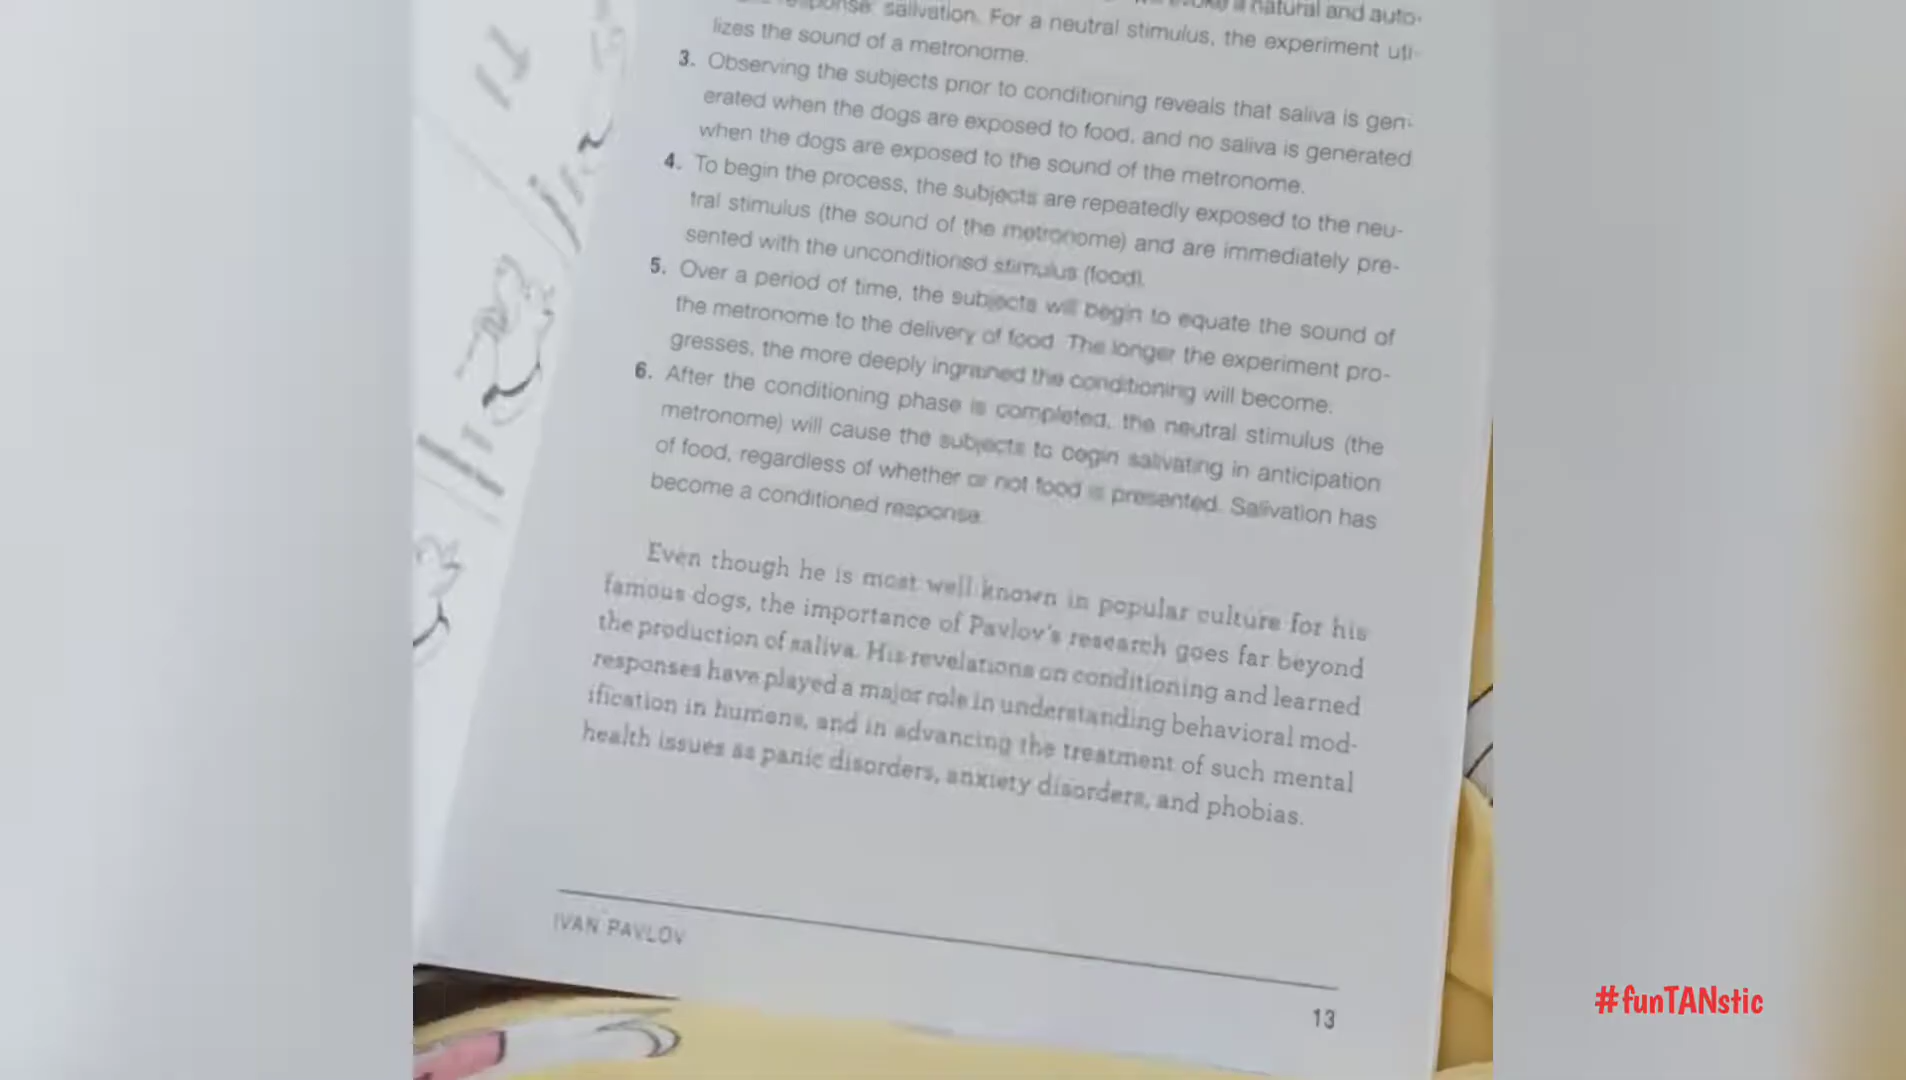 a natural and auto-
response: salivation. For a neutral stimulus, the experiment uti-
lizes the sound of a metronome.
3. Observing the subjects prior to conditioning reveals that saliva is gen-
erated when the dogs are exposed to food, and no saliva is generated
when the dogs are exposed to the sound of the metronome.
4. To begin the process, the subjects are repeatedly exposed to the neu-
tral stimulus (the sound of the metronome) and are immediately pre-
sented with the unconditioned stimulus (food).
5. Over a period of time, the subjects will begin to equate the sound of
the metronome to the delivery of food. The longer the experiment pro-
gresses, the more deeply ingrained the conditioning will become.
6. After the conditioning phase is completed, the neutral stimulus (the
metronome) will cause the subjects to begin salivating in anticipation
of food, regardless of whether or not food is presented. Salivation has
become a conditioned response.
Even though he is most well known in popular culture for his
famous dogs, the importance of Pavlov's research goes far beyond
the production of saliva. His revelations on conditioning and learned
responses have played a major role in understanding behavioral mod-
ification in humans, and in advancing the treatment of such mental
health issues as panic disorders, anxiety disorders, and phobias.
IVAN PAVLOV
13
#funTANstic